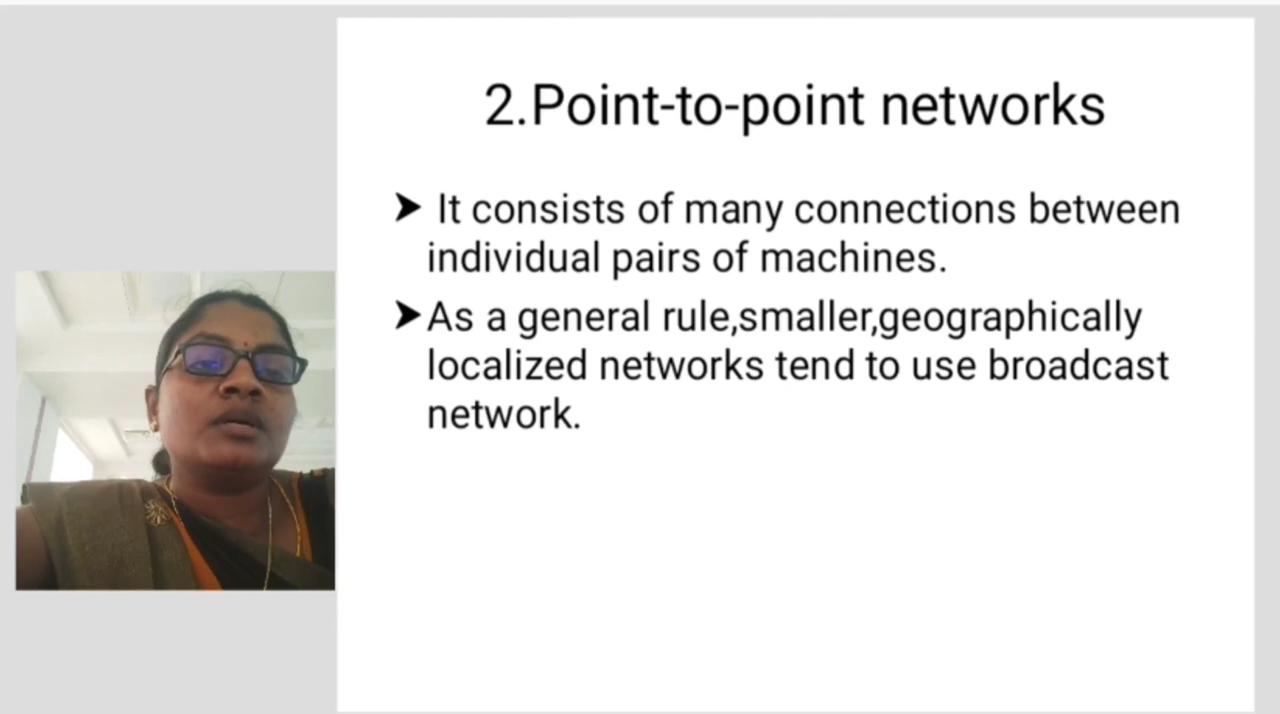 2.Point-to-point networks
➤ It consists of many connections between
individual pairs of machines.
➤As a general rule,smaller,geographically
localized networks tend to use broadcast
network.